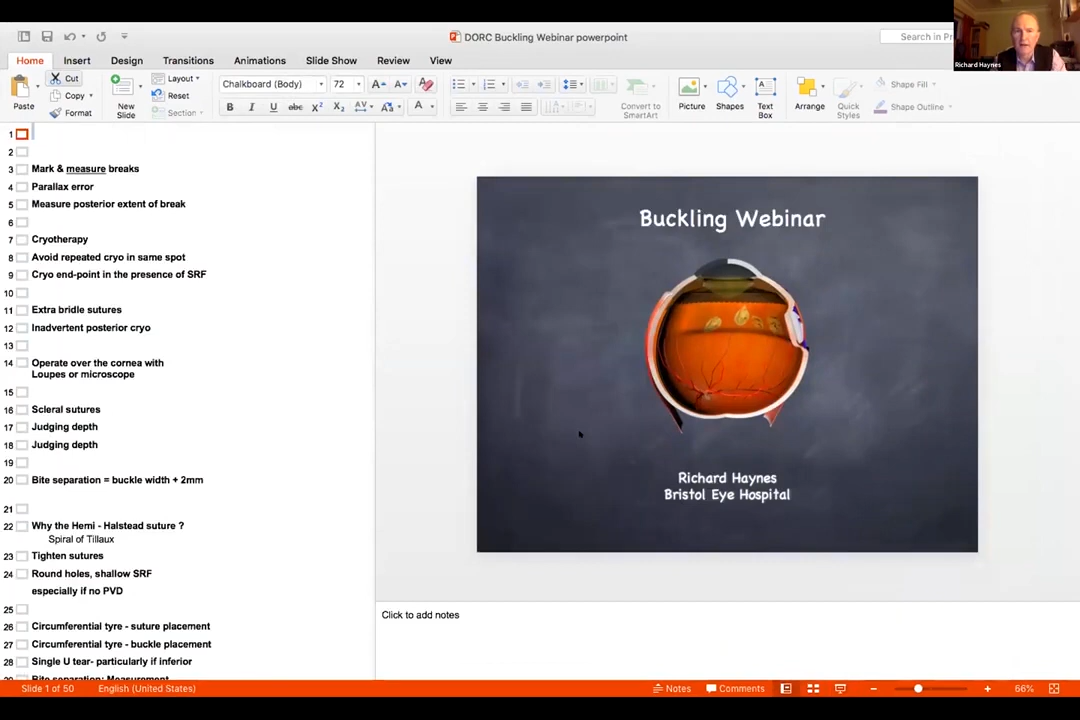 DORC Buckling Webinar powerpoint
Search in Pr
Richard Haynes
Home Insert Design Transitions Animations Slide Show Review View
Paste
Cut
Copy
Format
New
Slide
Layout
Reset
Section
Chalkboard (Body) 72
Convert to
SmartArt
Picture
Shapes
Text
Box
Arrange
Quick
Styles
Shape Fill
Shape Outline
1
2
3 Mark & measure breaks
4 Parallax error
5 Measure posterior extent of break
6
7 Cryotherapy
8 Avoid repeated cryo in same spot
9 Cryo end-point in the presence of SRF
10
11 Extra bridle sutures
12 Inadvertent posterior cryo
13
14 Operate over the cornea with
Loupes or microscope
15
16 Scleral sutures
17 Judging depth
18 Judging depth
19
20 Bite separation = buckle width + 2mm
21
22 Why the Hemi - Halstead suture ?
Spiral of Tillaux
23 Tighten sutures
24 Round holes, shallow SRF
especially if no PVD
25
26 Circumferential tyre - suture placement
27 Circumferential tyre - buckle placement
28 Single U tear- particularly if inferior
Bite separation: Measurement
Buckling Webinar
Richard Haynes
Bristol Eye Hospital
Click to add notes
Slide 1 of 50 English (United States) Notes Comments 66%